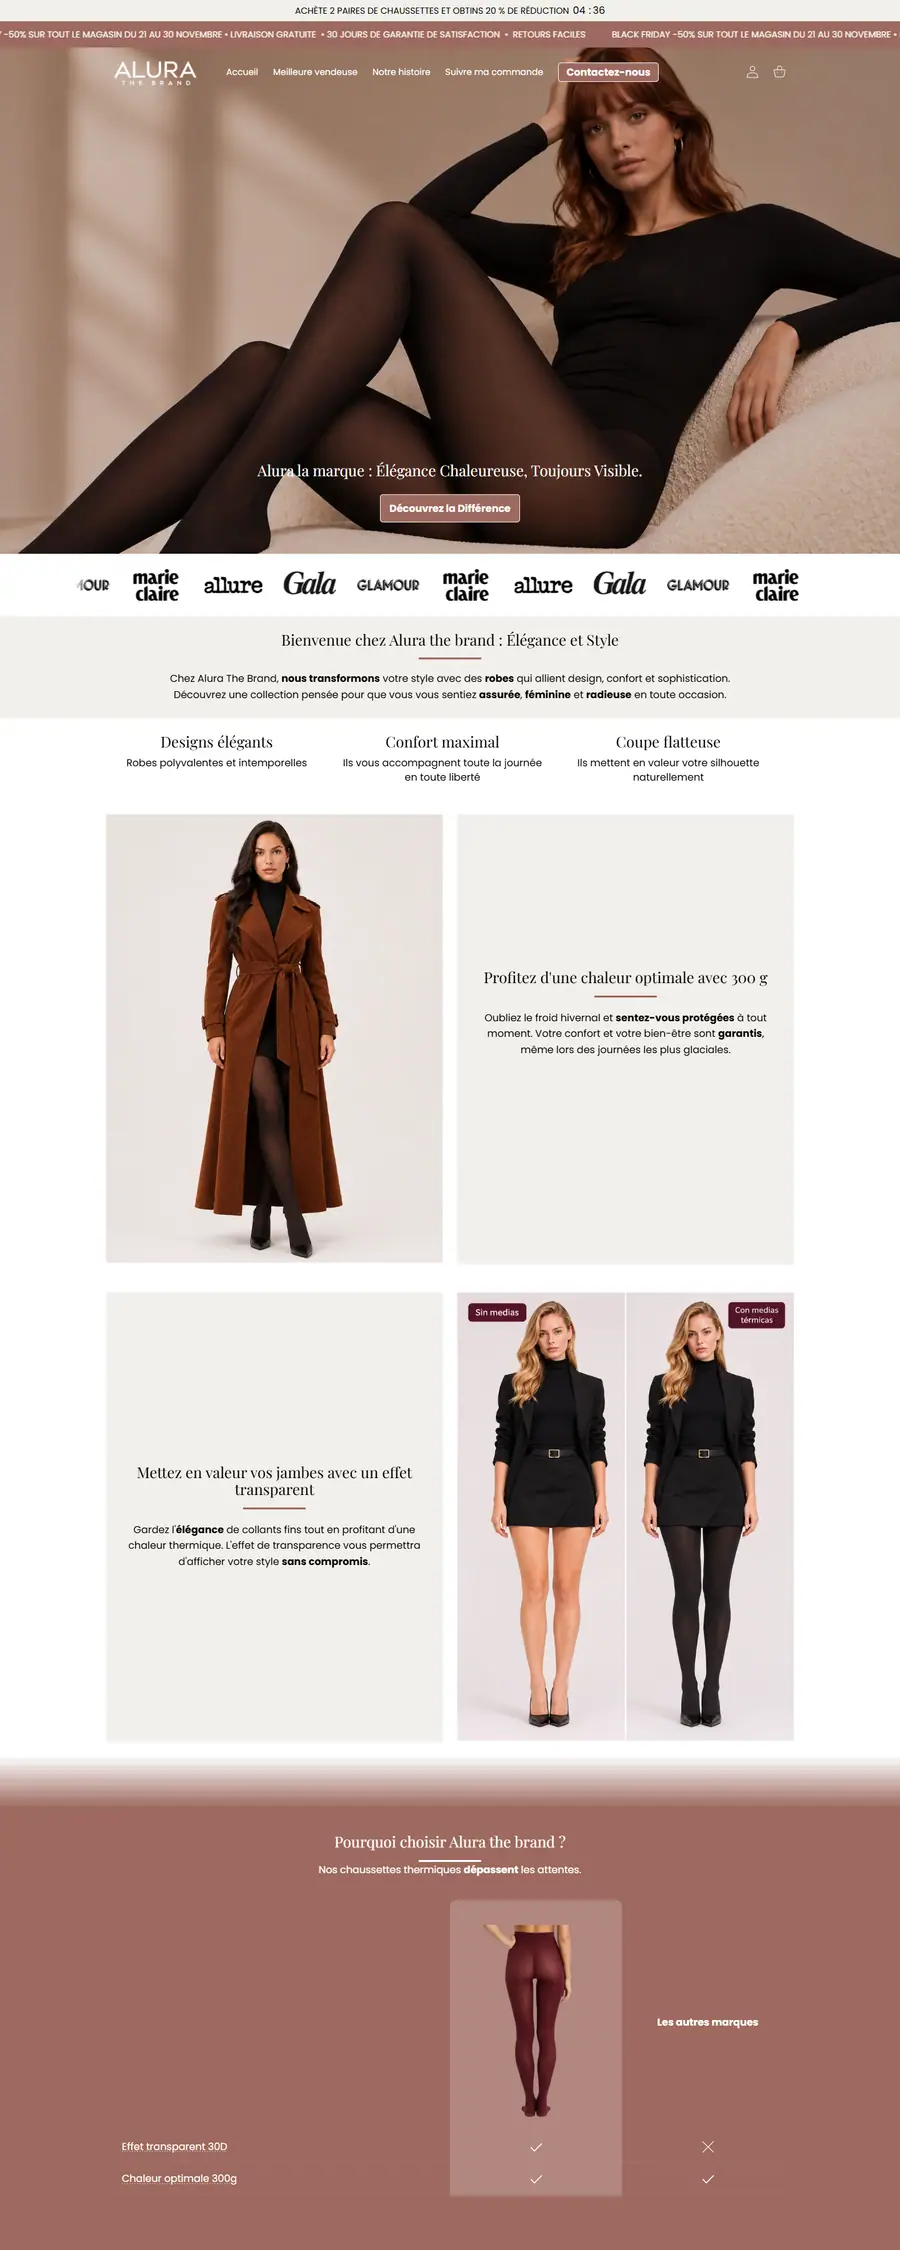 ACHÈTE 2 PAIRES DE CHAUSSETTES ET OBTINS 20 % DE RÉDUCTION 04 : 36
-50% SUR TOUT LE MAGASIN DU 21 AU 30 NOVEMBRE • LIVRAISON GRATUITE • 30 JOURS DE GARANTIE DE SATISFACTION • RETOURS FACILES BLACK FRIDAY -50% SUR TOUT LE MAGASIN DU 21 AU 30 NOVEMBRE •
ALURA
THE BRAND
Accueil Meilleure vendeuse Notre histoire Suivre ma commande Contactez-nous
Alura la marque : Élégance Chaleureuse, Toujours Visible.
Découvrez la Différence
MOUR marie claire allure Gala GLAMOUR marie claire allure Gala GLAMOUR marie claire
Bienvenue chez Alura the brand : Élégance et Style
Chez Alura The Brand, nous transformons votre style avec des robes qui allient design, confort et sophistication.
Découvrez une collection pensée pour que vous vous sentiez assurée, féminine et radieuse en toute occasion.
Designs élégants
Robes polyvalentes et intemporelles
Confort maximal
Ils vous accompagnent toute la journée
en toute liberté
Coupe flatteuse
Ils mettent en valeur votre silhouette
naturellement
Profitez d'une chaleur optimale avec 300 g
Oubliez le froid hivernal et sentez-vous protégées à tout
moment. Votre confort et votre bien-être sont garantis,
même lors des journées les plus glaciales.
Mettez en valeur vos jambes avec un effet
transparent
Gardez l'élégance de collants fins tout en profitant d'une
chaleur thermique. L'effet de transparence vous permettra
d'afficher votre style sans compromis.
Sin medias
Con medias
térmicas
Pourquoi choisir Alura the brand ?
Nos chaussettes thermiques dépassent les attentes.
Les autres marques
Effet transparent 30D
Chaleur optimale 300g